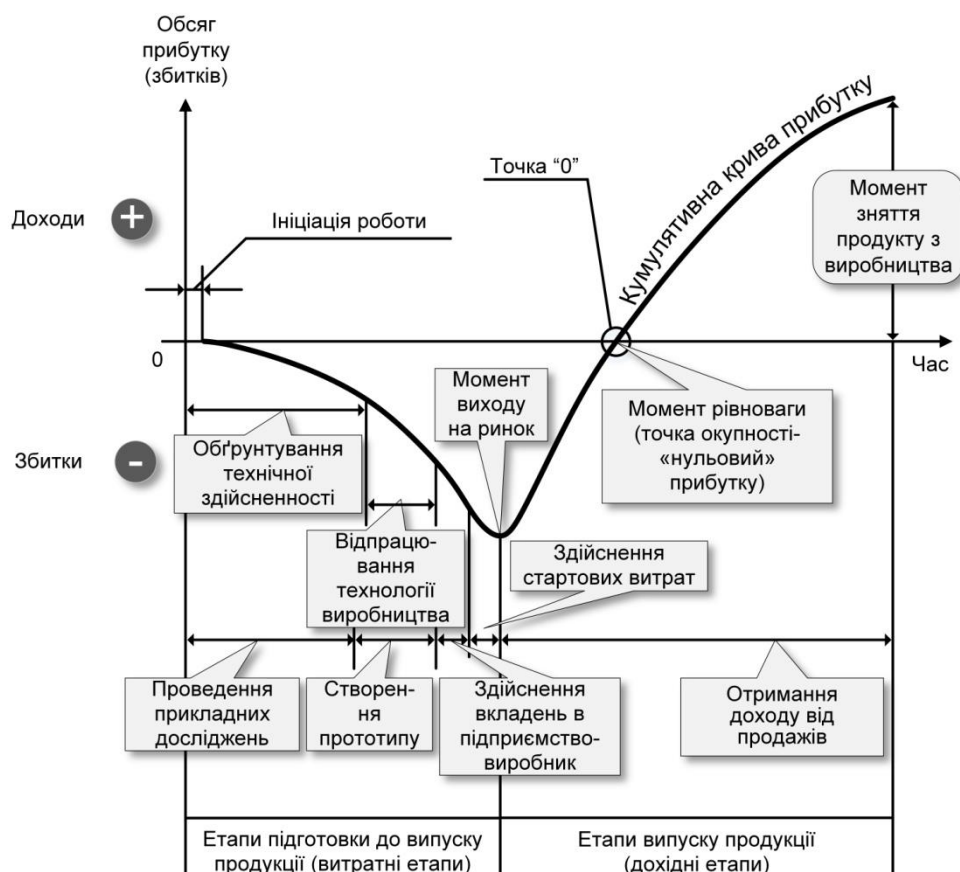 Обсяг
прибутку
(збитків)
Кумулятивна крива прибутку
Точка “0”
Момент
зняття
продукту з
виробництва
Доходи
+
Ініціація роботи
0
Час
Момент
виходу
на ринок
Момент рівноваги
(точка окупності-
«нульовий»
прибутку)
Збитки
-
Обґрунтування
технічної
здійсненності
Відпрацю-
вання
технології
виробництва
Здійснення
стартових витрат
Проведення
прикладних
досліджень
Створен-
ня
прототипу
Здійснення
вкладень в
підприємство-
виробник
Отримання
доходу від
продажів
Етапи підготовки до випуску
продукції (витратні етапи)
Етапи випуску продукції
(дохідні етапи)